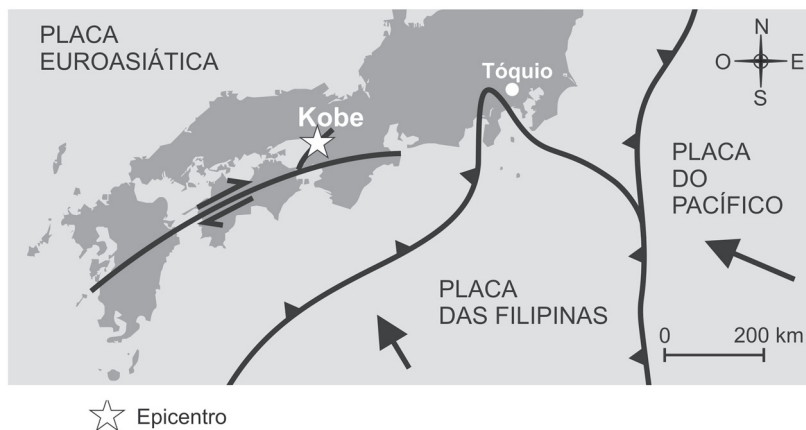 PLACA
EUROASIÁTICA
Tóquio
Kobe
N
O E
S
PLACA
DO
PACÍFICO
PLACA
DAS FILIPINAS
0 200 km
Epicentro